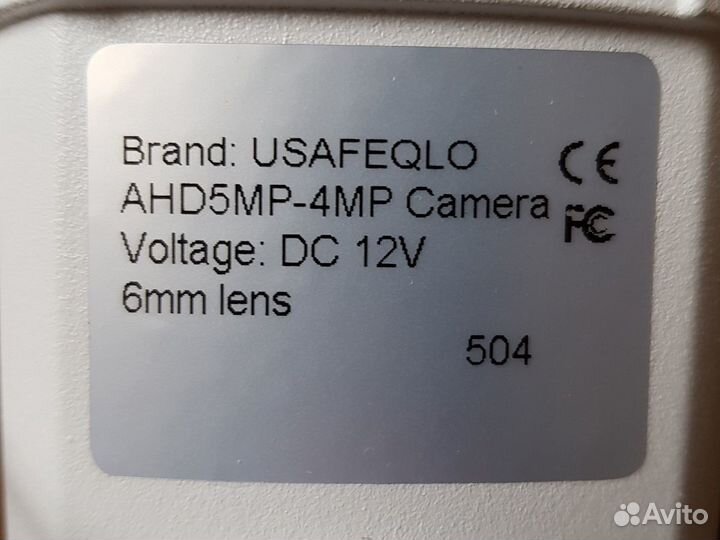 Brand: USAFEQLO
AHD5MP-4MP Camera
Voltage: DC 12V
6mm lens
504
CE
FC
Avito